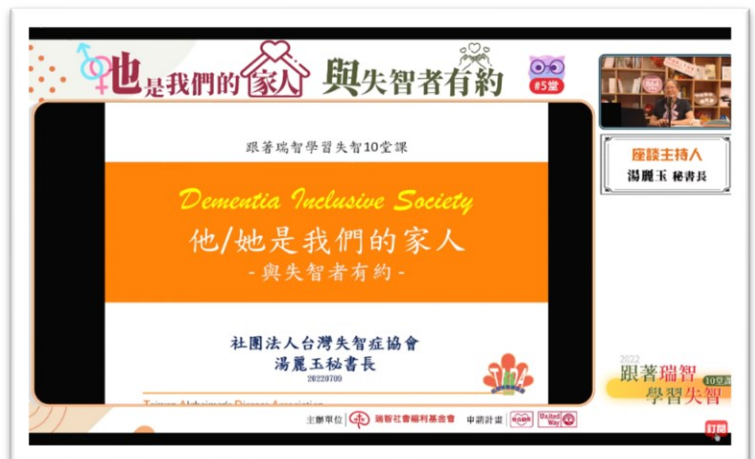 他是我們的家人 與失智者有約
#5堂
座談主持人
湯麗玉 秘書長
跟著瑞智學習失智10堂課
Dementia Inclusive Society
他/她是我們的家人
-與失智者有約-
社團法人台灣失智症協會
湯麗玉秘書長
20220709
2022
跟著瑞智
10堂課
學習失智
主辦單位 瑞智社會福利基金會 申請計畫 United Way
訂閱